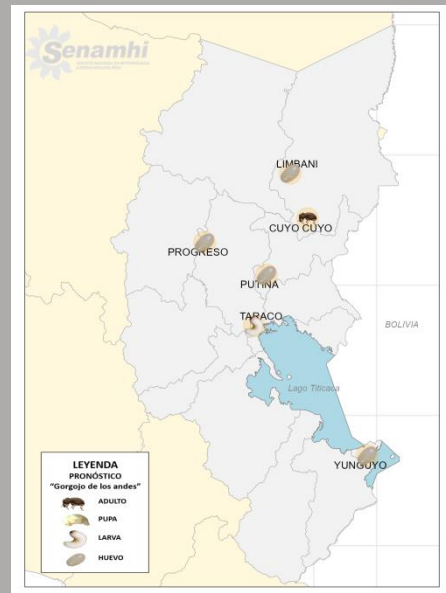 Senamhi
LIMBANI
CUYO CUYO
PROGRESO
PUTINA
TARACO
BOLIVIA
Lago Titicaca
YUNGUYO
LEYENDA
PRONÓSTICO
"Gorgojo de los andes"
ADULTO
PUPA
LARVA
HUEVO